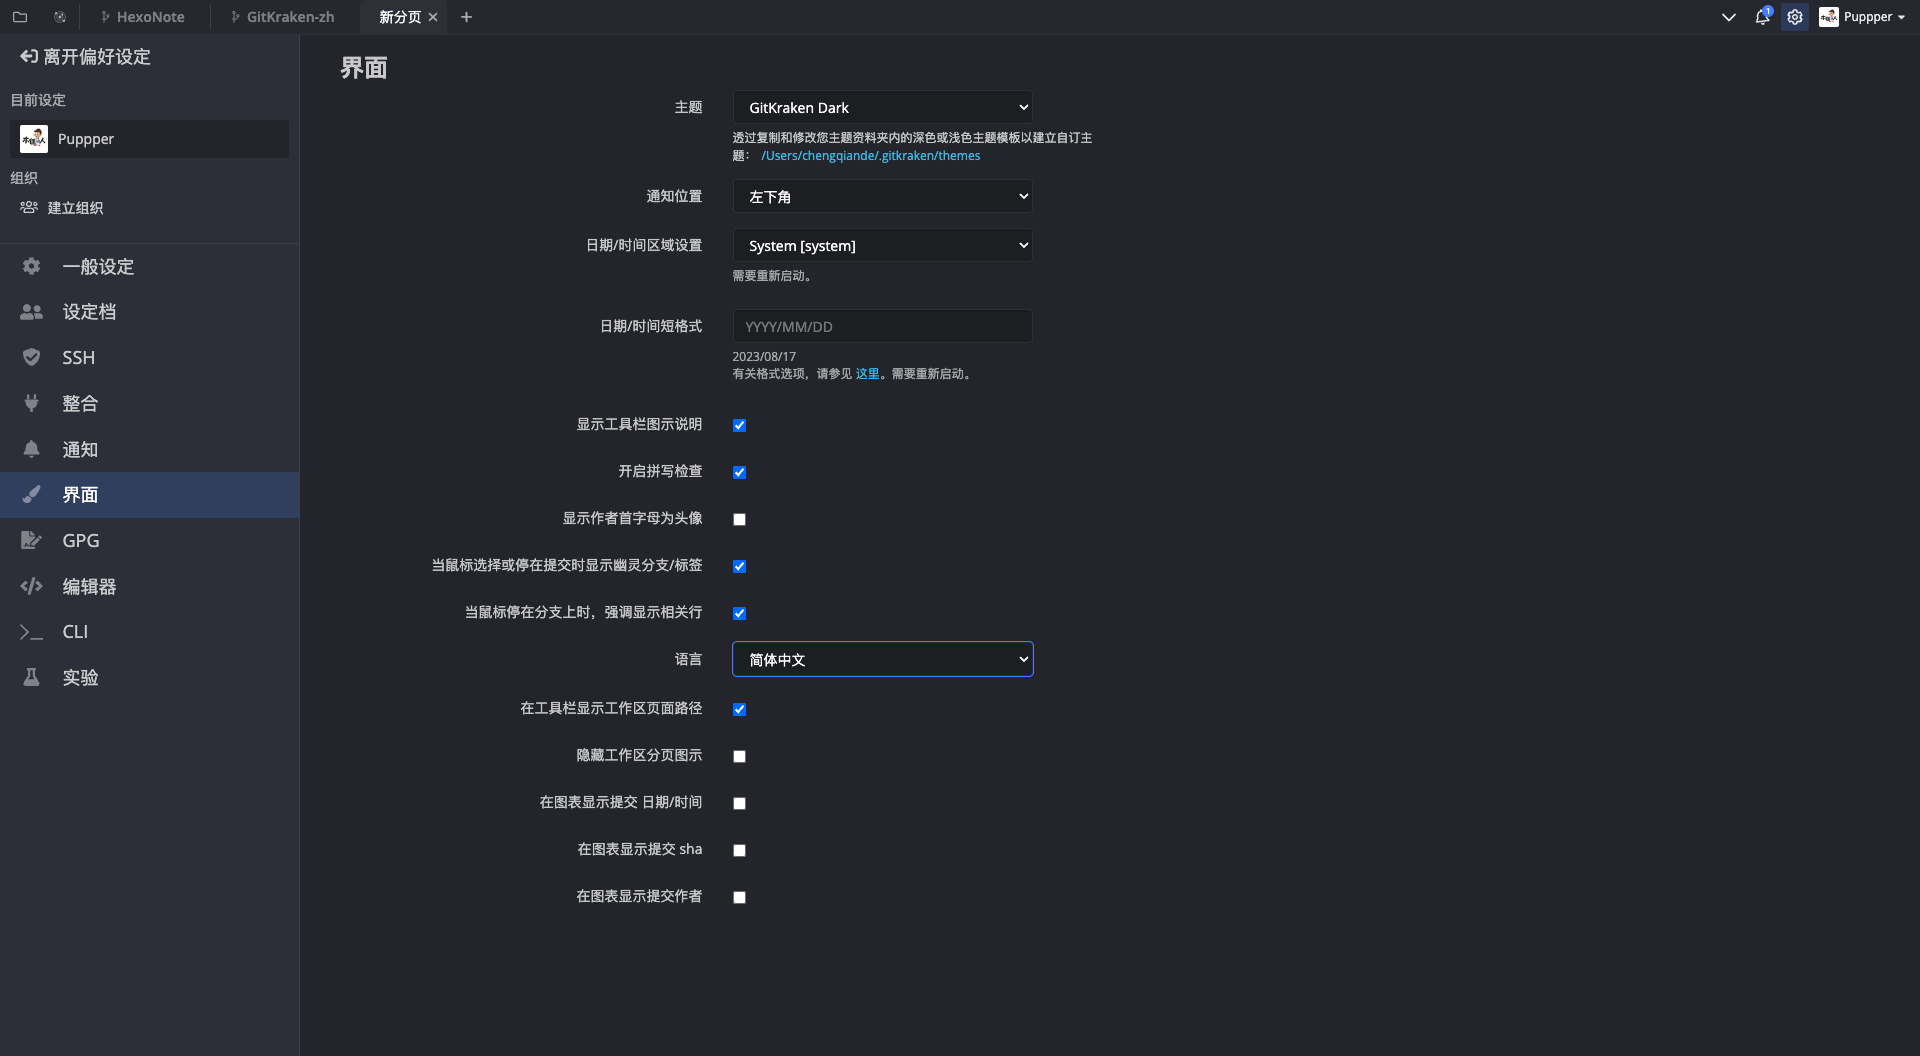 HexoNote
GitKraken-zh
新分页
1
Puppper
离开偏好设定
目前设定
Puppper
组织
建立组织
一般设定
设定档
SSH
整合
通知
界面
GPG
编辑器
CLI
实验
界面
主题
GitKraken Dark
透过复制和修改您主题资料夹内的深色或浅色主题模板以建立自订主
题： /Users/chengqiande/.gitkraken/themes
通知位置
左下角
日期/时间区域设置
System [system]
需要重新启动。
日期/时间短格式
YYYY/MM/DD
2023/08/17
有关格式选项，请参见 这里。需要重新启动。
显示工具栏图示说明
开启拼写检查
显示作者首字母为头像
当鼠标选择或停在提交时显示幽灵分支/标签
当鼠标停在分支上时，强调显示相关行
语言
简体中文
在工具栏显示工作区页面路径
隐藏工作区分页图示
在图表显示提交 日期/时间
在图表显示提交 sha
在图表显示提交作者